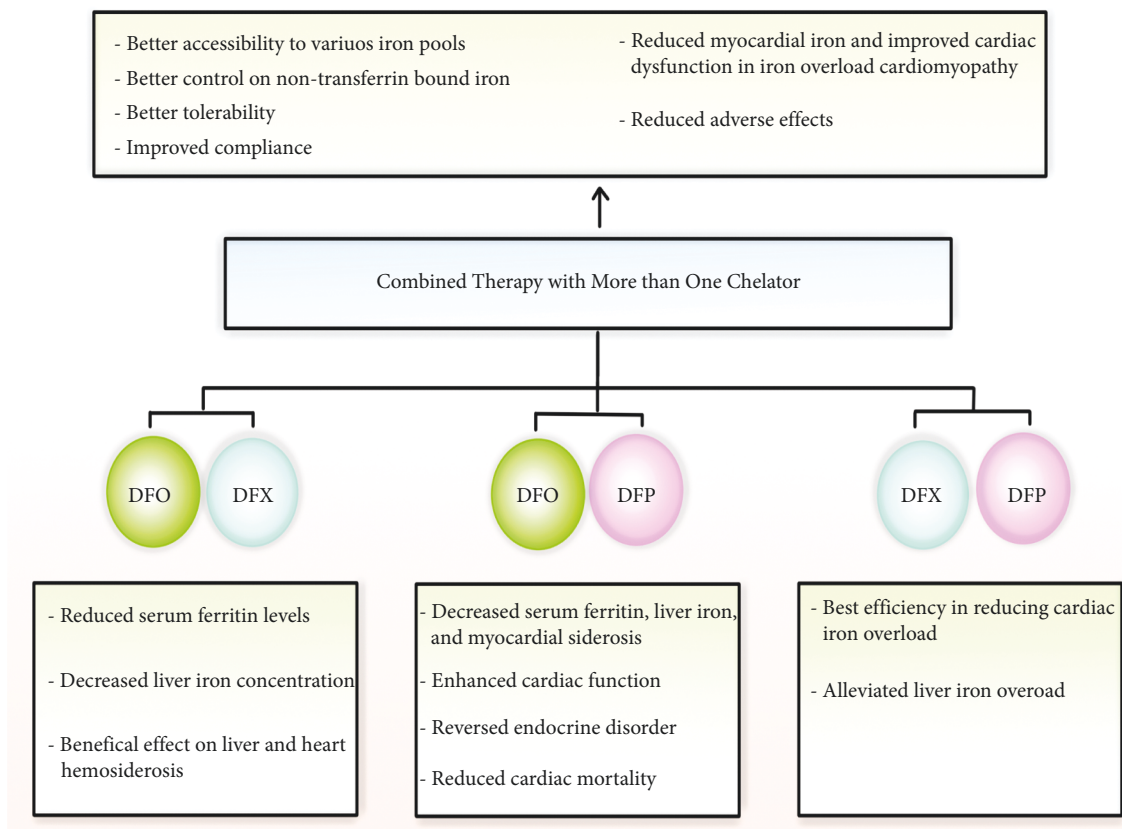 - Better accessibility to variuos iron pools
- Better control on non-transferrin bound iron
- Better tolerability
- Improved compliance
- Reduced myocardial iron and improved cardiac
dysfunction in iron overload cardiomyopathy
- Reduced adverse effects
Combined Therapy with More than One Chelator
DFO
DFX
DFO
DFP
DFX
DFP
- Reduced serum ferritin levels
- Decreased liver iron concentration
- Benefical effect on liver and heart
hemosiderosis
- Decreased serum ferritin, liver iron,
and myocardial siderosis
- Enhanced cardiac function
- Reversed endocrine disorder
- Reduced cardiac mortality
- Best efficiency in reducing cardiac
iron overload
- Alleviated liver iron overoad